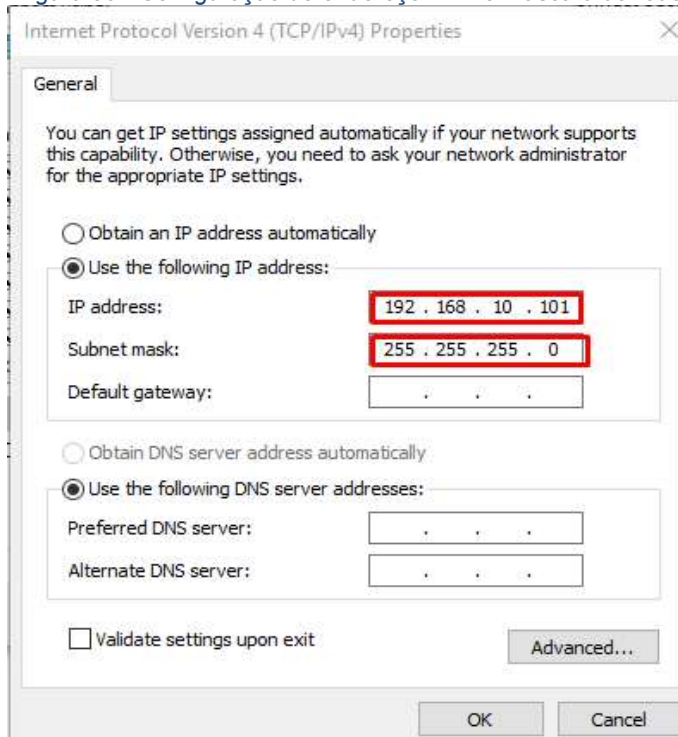 Internet Protocol Version 4 (TCP/IPv4) Properties
General
You can get IP settings assigned automatically if your network supports
this capability. Otherwise, you need to ask your network administrator
for the appropriate IP settings.
Obtain an IP address automatically
Use the following IP address:
IP address: 192 . 168 . 10 . 101
Subnet mask: 255 . 255 . 255 . 0
Default gateway: . . .
Obtain DNS server address automatically
Use the following DNS server addresses:
Preferred DNS server: . . .
Alternate DNS server: . . .
Validate settings upon exit
Advanced...
OK Cancel